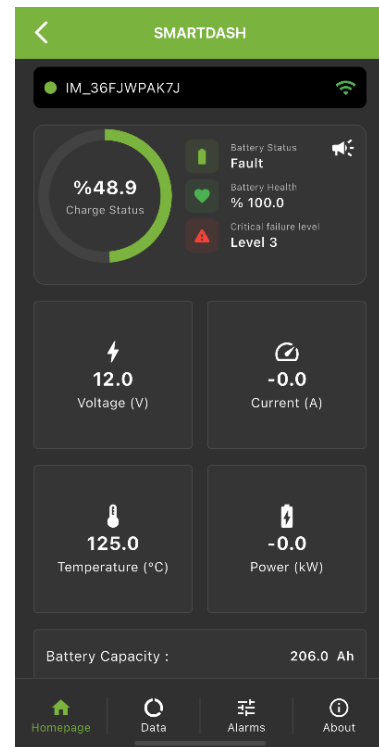 SMARTDASH
IM_36FJWPAK7J
%48.9
Charge Status
Battery Status
Fault
Battery Health
% 100.0
Critical failure level
Level 3
12.0
Voltage (V)
-0.0
Current (A)
125.0
Temperature (°C)
-0.0
Power (kW)
Battery Capacity : 206.0 Ah
Homepage Data Alarms About